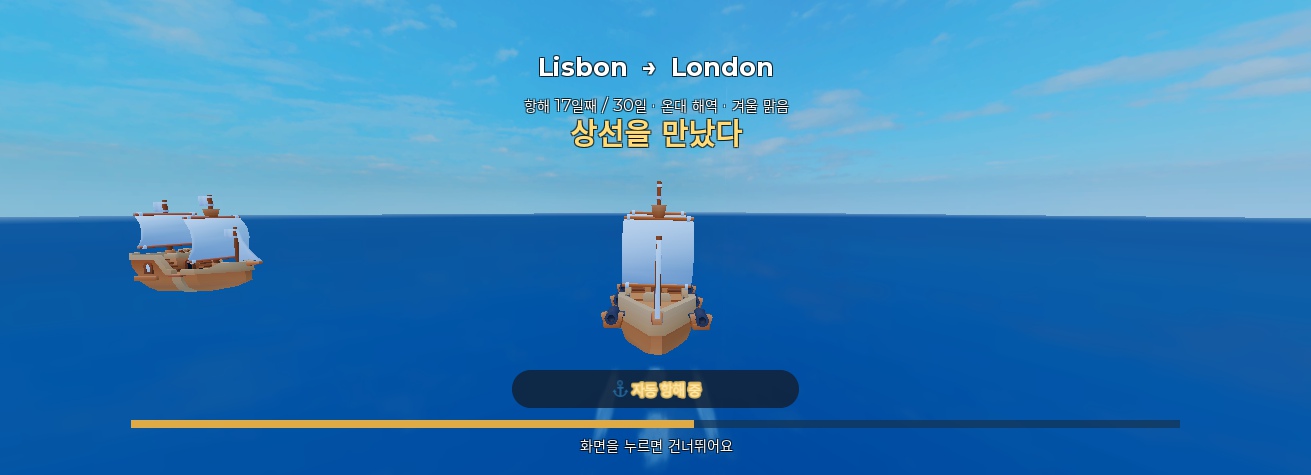 Lisbon → London
항해 17일째 / 30일 · 온대 해역 · 겨울 맑음
상선을 만났다
⚓ 자동 항해 중
화면을 누르면 건너뛰어요